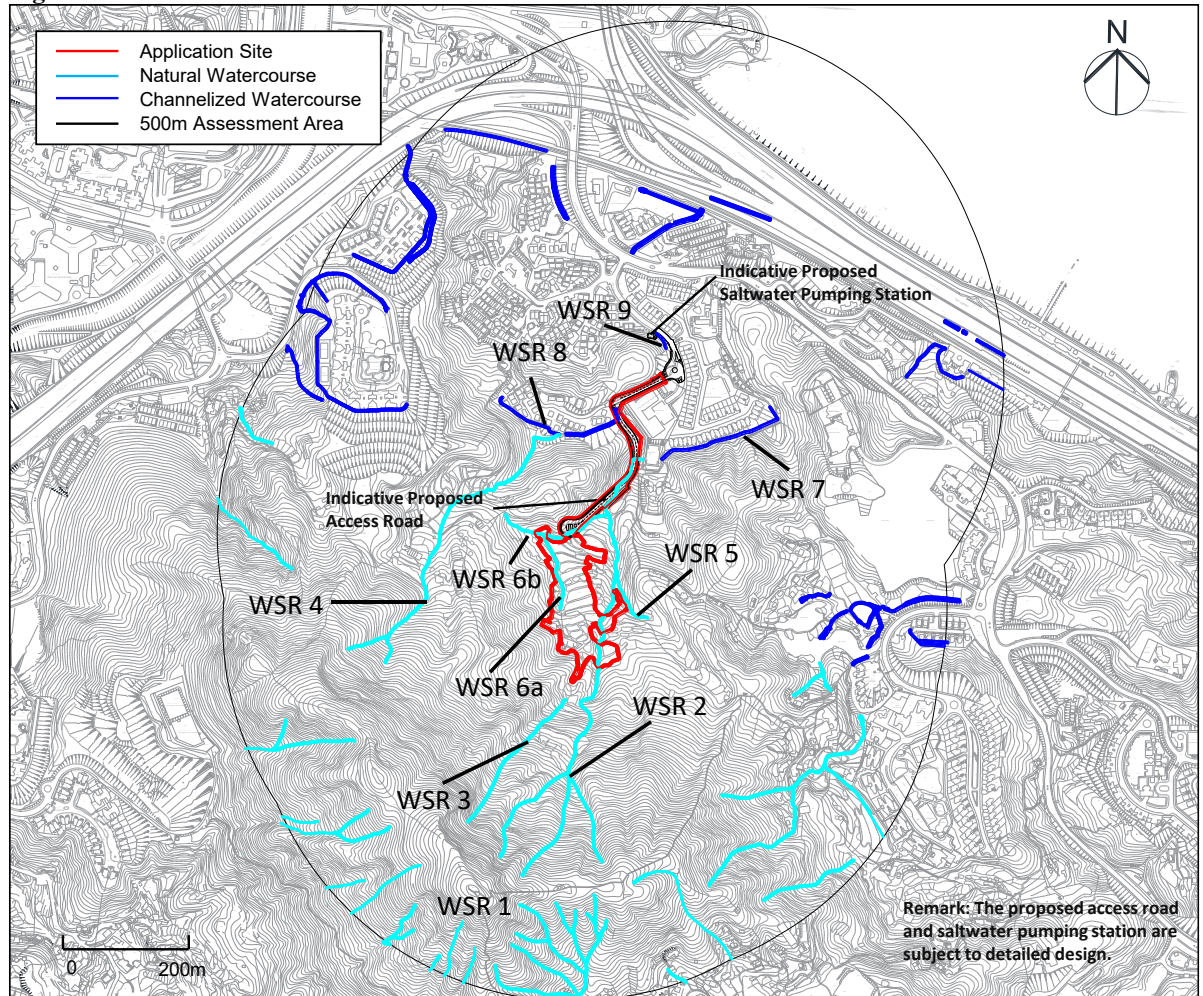 Application Site
Natural Watercourse
Channelized Watercourse
500m Assessment Area
N
Indicative Proposed
Saltwater Pumping Station
WSR 9
WSR 8
WSR 7
Indicative Proposed
Access Road
WSR 6b
WSR 5
WSR 4
WSR 6a
WSR 2
WSR 3
WSR 1
Remark: The proposed access road
and saltwater pumping station are
subject to detailed design.
0 200m